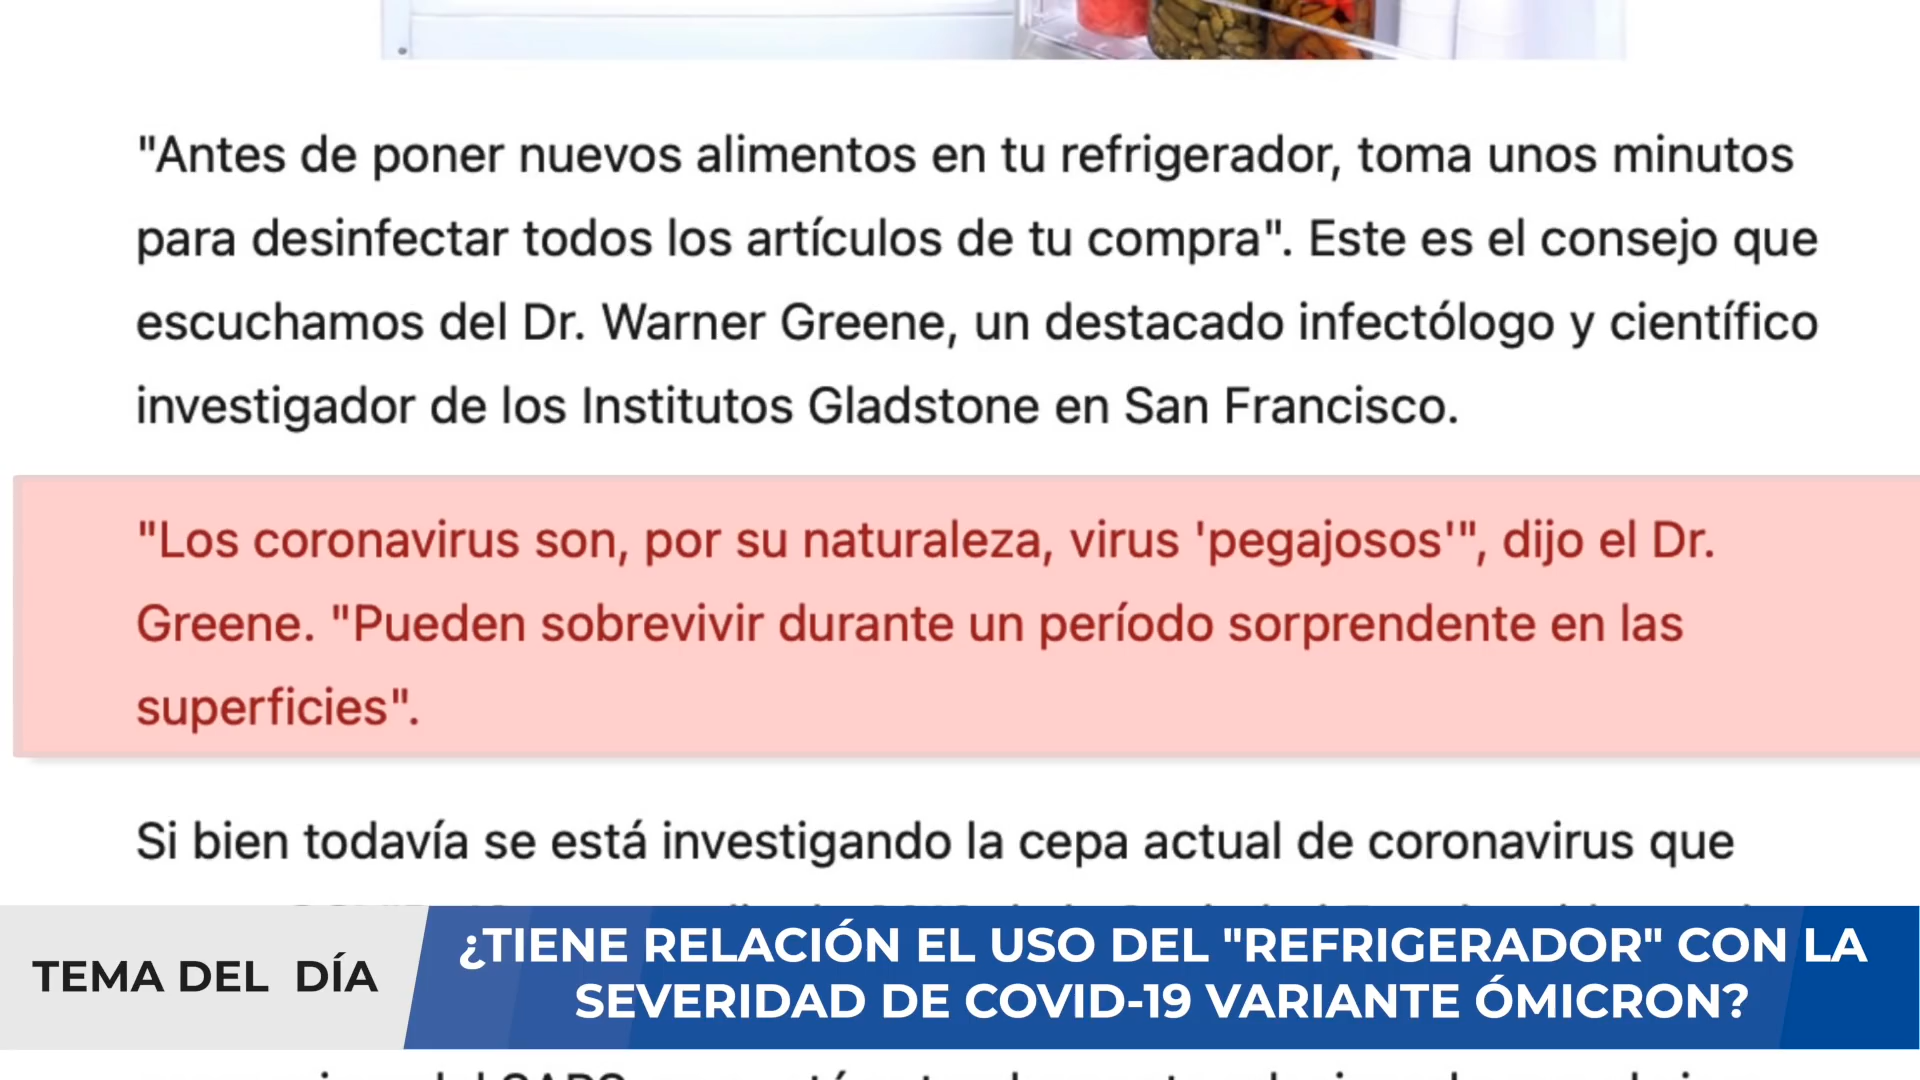 "Antes de poner nuevos alimentos en tu refrigerador, toma unos minutos
para desinfectar todos los artículos de tu compra". Este es el consejo que
escuchamos del Dr. Warner Greene, un destacado infectólogo y científico
investigador de los Institutos Gladstone en San Francisco.
"Los coronavirus son, por su naturaleza, virus 'pegajosos'", dijo el Dr.
Greene. "Pueden sobrevivir durante un período sorprendente en las
superficies".
Si bien todavía se está investigando la cepa actual de coronavirus que
TEMA DEL DÍA
¿TIENE RELACIÓN EL USO DEL "REFRIGERADOR" CON LA
SEVERIDAD DE COVID-19 VARIANTE ÓMICRON?